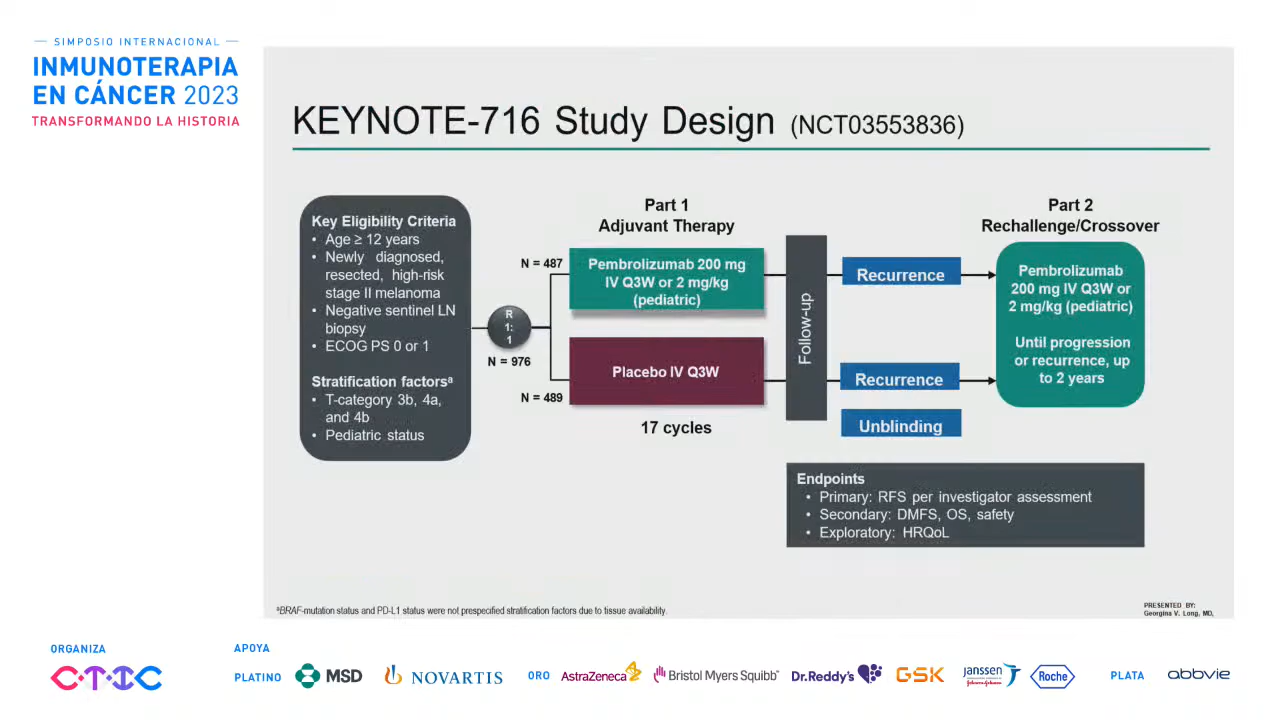 SIMPOSIO INTERNACIONAL
INMUNOTERAPIA
EN CÁNCER 2023
TRANSFORMANDO LA HISTORIA
KEYNOTE-716 Study Design (NCT03553836)
Key Eligibility Criteria
• Age ≥ 12 years
• Newly diagnosed,
resected, high-risk
stage II melanoma
• Negative sentinel LN
biopsy
• ECOG PS 0 or 1
Stratification factorsª
• T-category 3b, 4a,
and 4b
• Pediatric status
R
1:
1
N = 976
N = 487
N = 489
Part 1
Adjuvant Therapy
Pembrolizumab 200 mg
IV Q3W or 2 mg/kg
(pediatric)
Placebo IV Q3W
17 cycles
Follow-up
Recurrence
Recurrence
Unblinding
Part 2
Rechallenge/Crossover
Pembrolizumab
200 mg IV Q3W or
2 mg/kg (pediatric)
Until progression
or recurrence, up
to 2 years
Endpoints
• Primary: RFS per investigator assessment
• Secondary: DMFS, OS, safety
• Exploratory: HRQoL
ªBRAF-mutation status and PD-L1 status were not prespecified stratification factors due to tissue availability.
PRESENTED BY:
Georgina V. Long, MD,
ORGANIZA
CTIC
APOYA
PLATINO
MSD
NOVARTIS
ORO
AstraZeneca
Bristol Myers Squibb™
Dr.Reddy's
GSK
Janssen
Johnson&Johnson
Roche
PLATA
abbvie